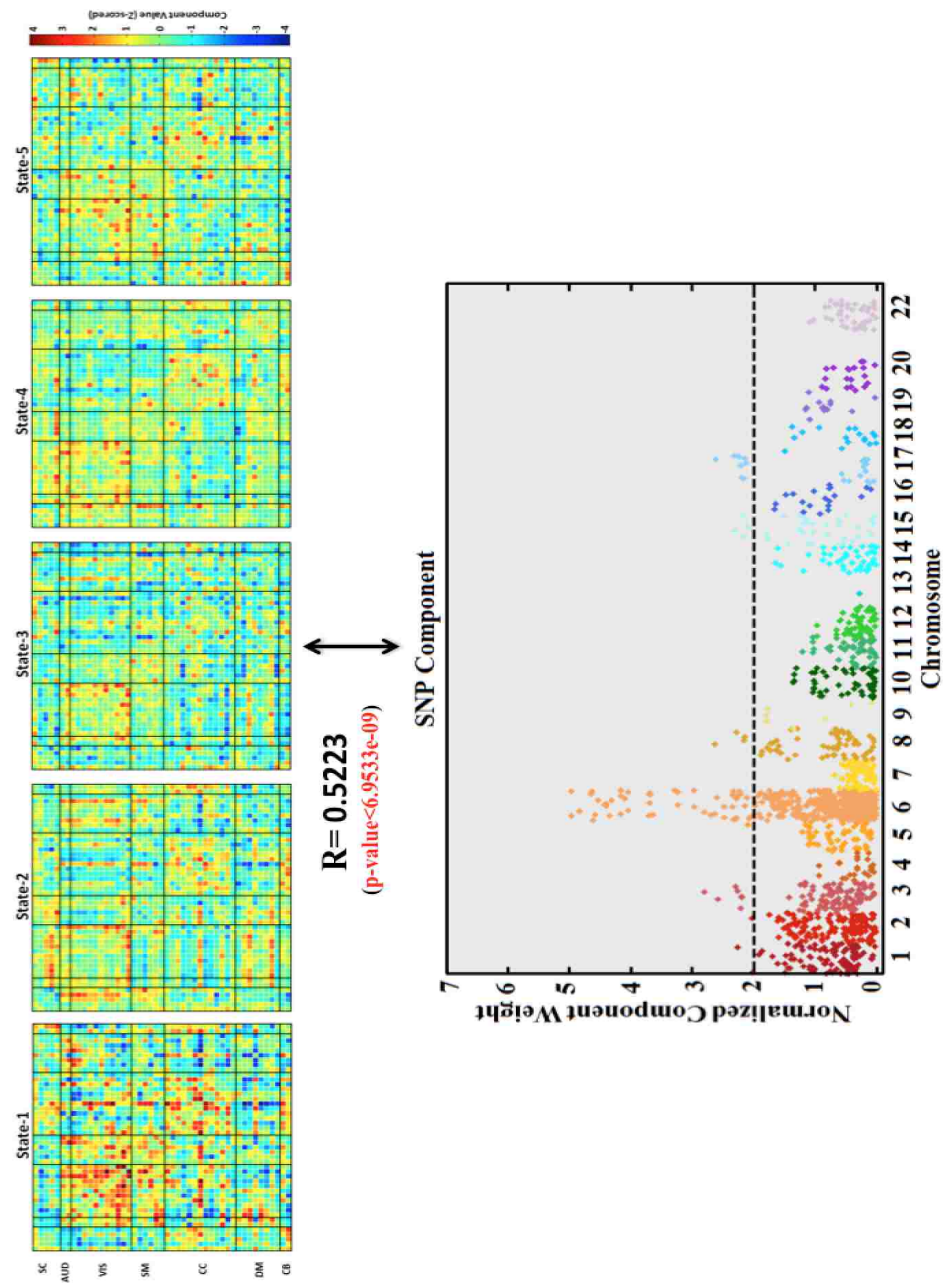 State-1
State-2
State-3
State-4
State-5
SC
AUD
VIS
SM
CC
DM
CB
4
3
2
1
0
-1
-2
-3
-4
Component Value (Z-scored)
R= 0.5223
(p-value<6.9533e-09)
SNP Component
Normalized Component Weight
7
6
5
4
3
2
1
0
1 2 3 4 5 6 7 8 9 10 11 12 13 14 15 16 17 18 19 20 22
Chromosome